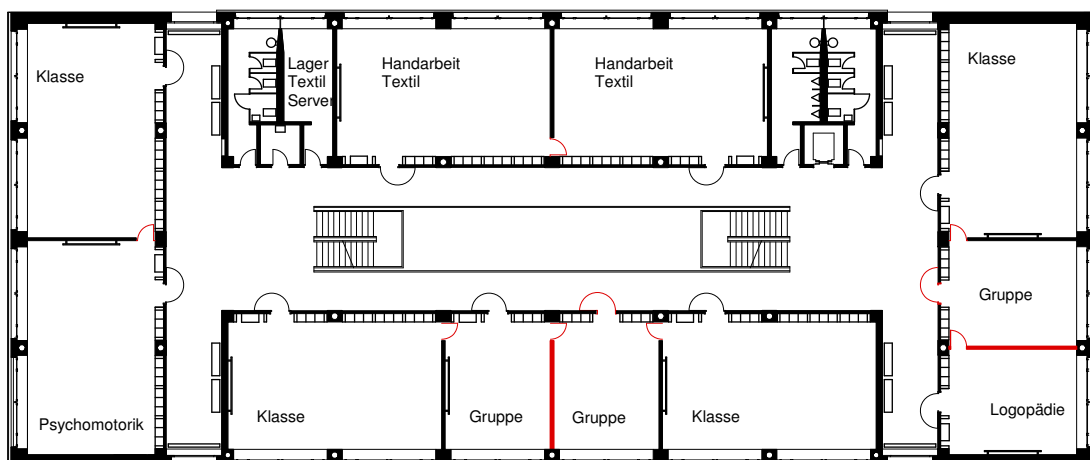 Klasse
Lager
Textil
Server
Handarbeit
Textil
Handarbeit
Textil
Klasse
Gruppe
Psychomotorik
Klasse
Gruppe
Gruppe
Klasse
Logopädie